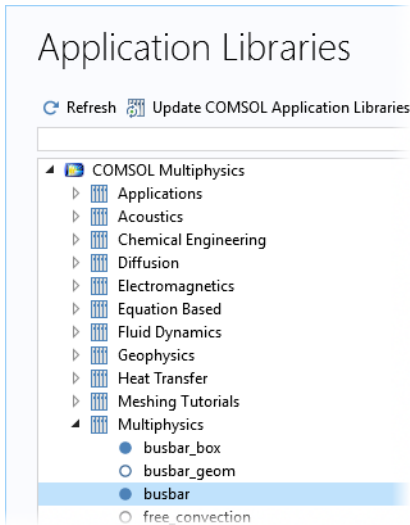 Application Libraries
Refresh Update COMSOL Application Libraries
COMSOL Multiphysics
Applications
Acoustics
Chemical Engineering
Diffusion
Electromagnetics
Equation Based
Fluid Dynamics
Geophysics
Heat Transfer
Meshing Tutorials
Multiphysics
busbar_box
busbar_geom
busbar
free_convection